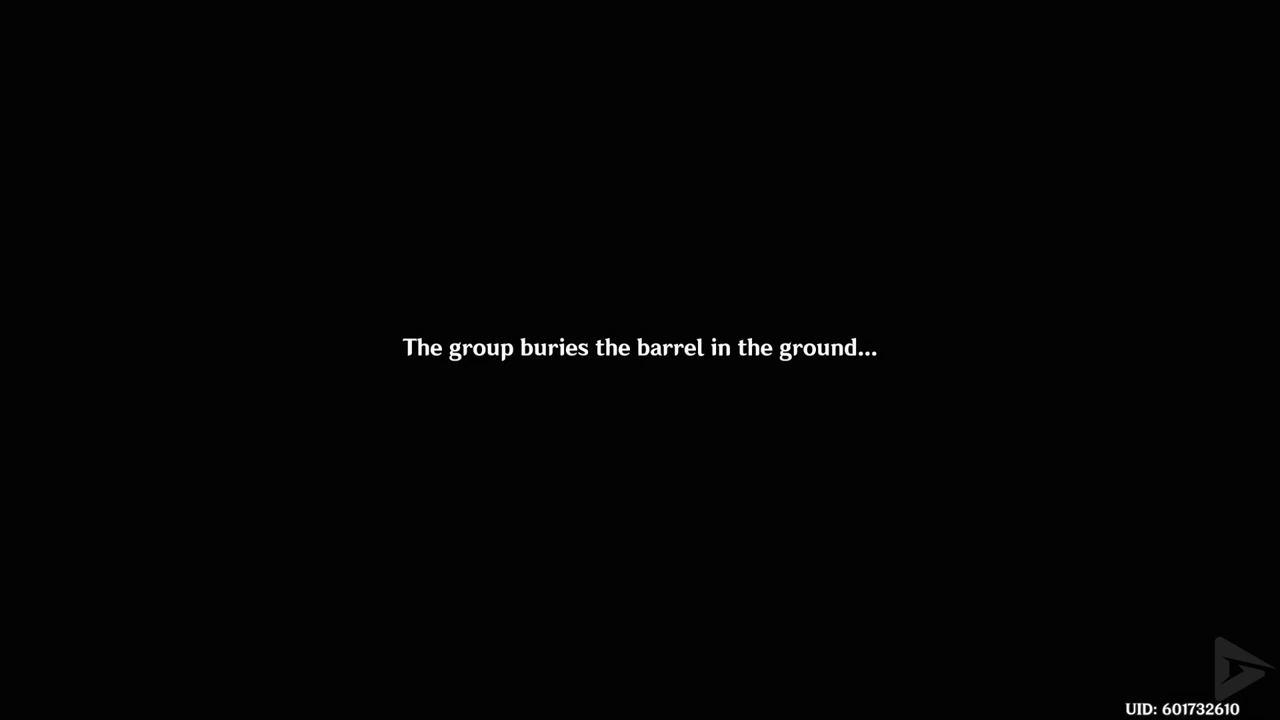 The group buries the barrel in the ground...
UID: 601732610